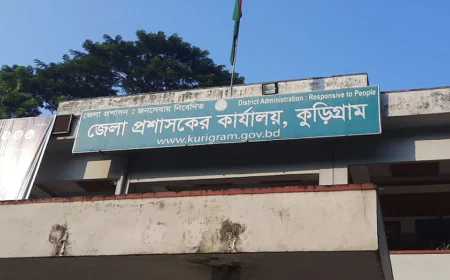 জেলা প্রশাসন : জনসেবায় নিবেদিত District Administration : Responsive to People
জেলা প্রশাসকের কার্যালয়, কুড়িগ্রাম
www.kurigram.gov.bd